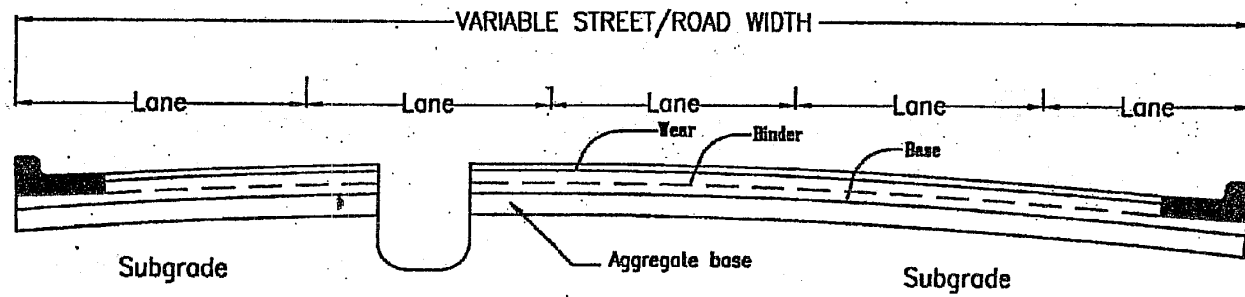 VARIABLE STREET/ROAD WIDTH
Lane Lane Lane Lane Lane
Wear Binder
Base
Aggregate base
Subgrade Subgrade